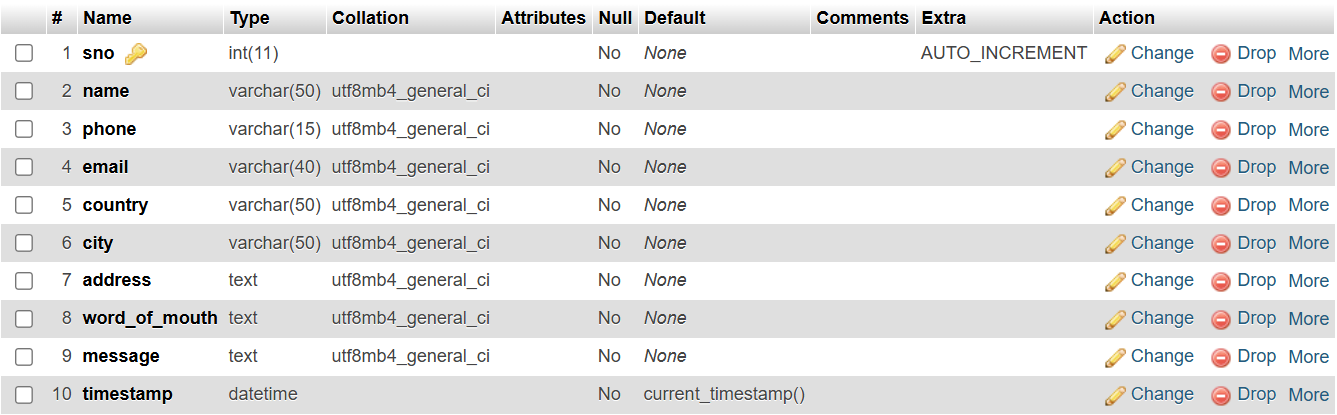 # Name Type Collation Attributes Null Default Comments Extra Action
1 sno int(11) No None AUTO_INCREMENT Change Drop More
2 name varchar(50) utf8mb4_general_ci No None Change Drop More
3 phone varchar(15) utf8mb4_general_ci No None Change Drop More
4 email varchar(40) utf8mb4_general_ci No None Change Drop More
5 country varchar(50) utf8mb4_general_ci No None Change Drop More
6 city varchar(50) utf8mb4_general_ci No None Change Drop More
7 address text utf8mb4_general_ci No None Change Drop More
8 word_of_mouth text utf8mb4_general_ci No None Change Drop More
9 message text utf8mb4_general_ci No None Change Drop More
10 timestamp datetime No current_timestamp() Change Drop More